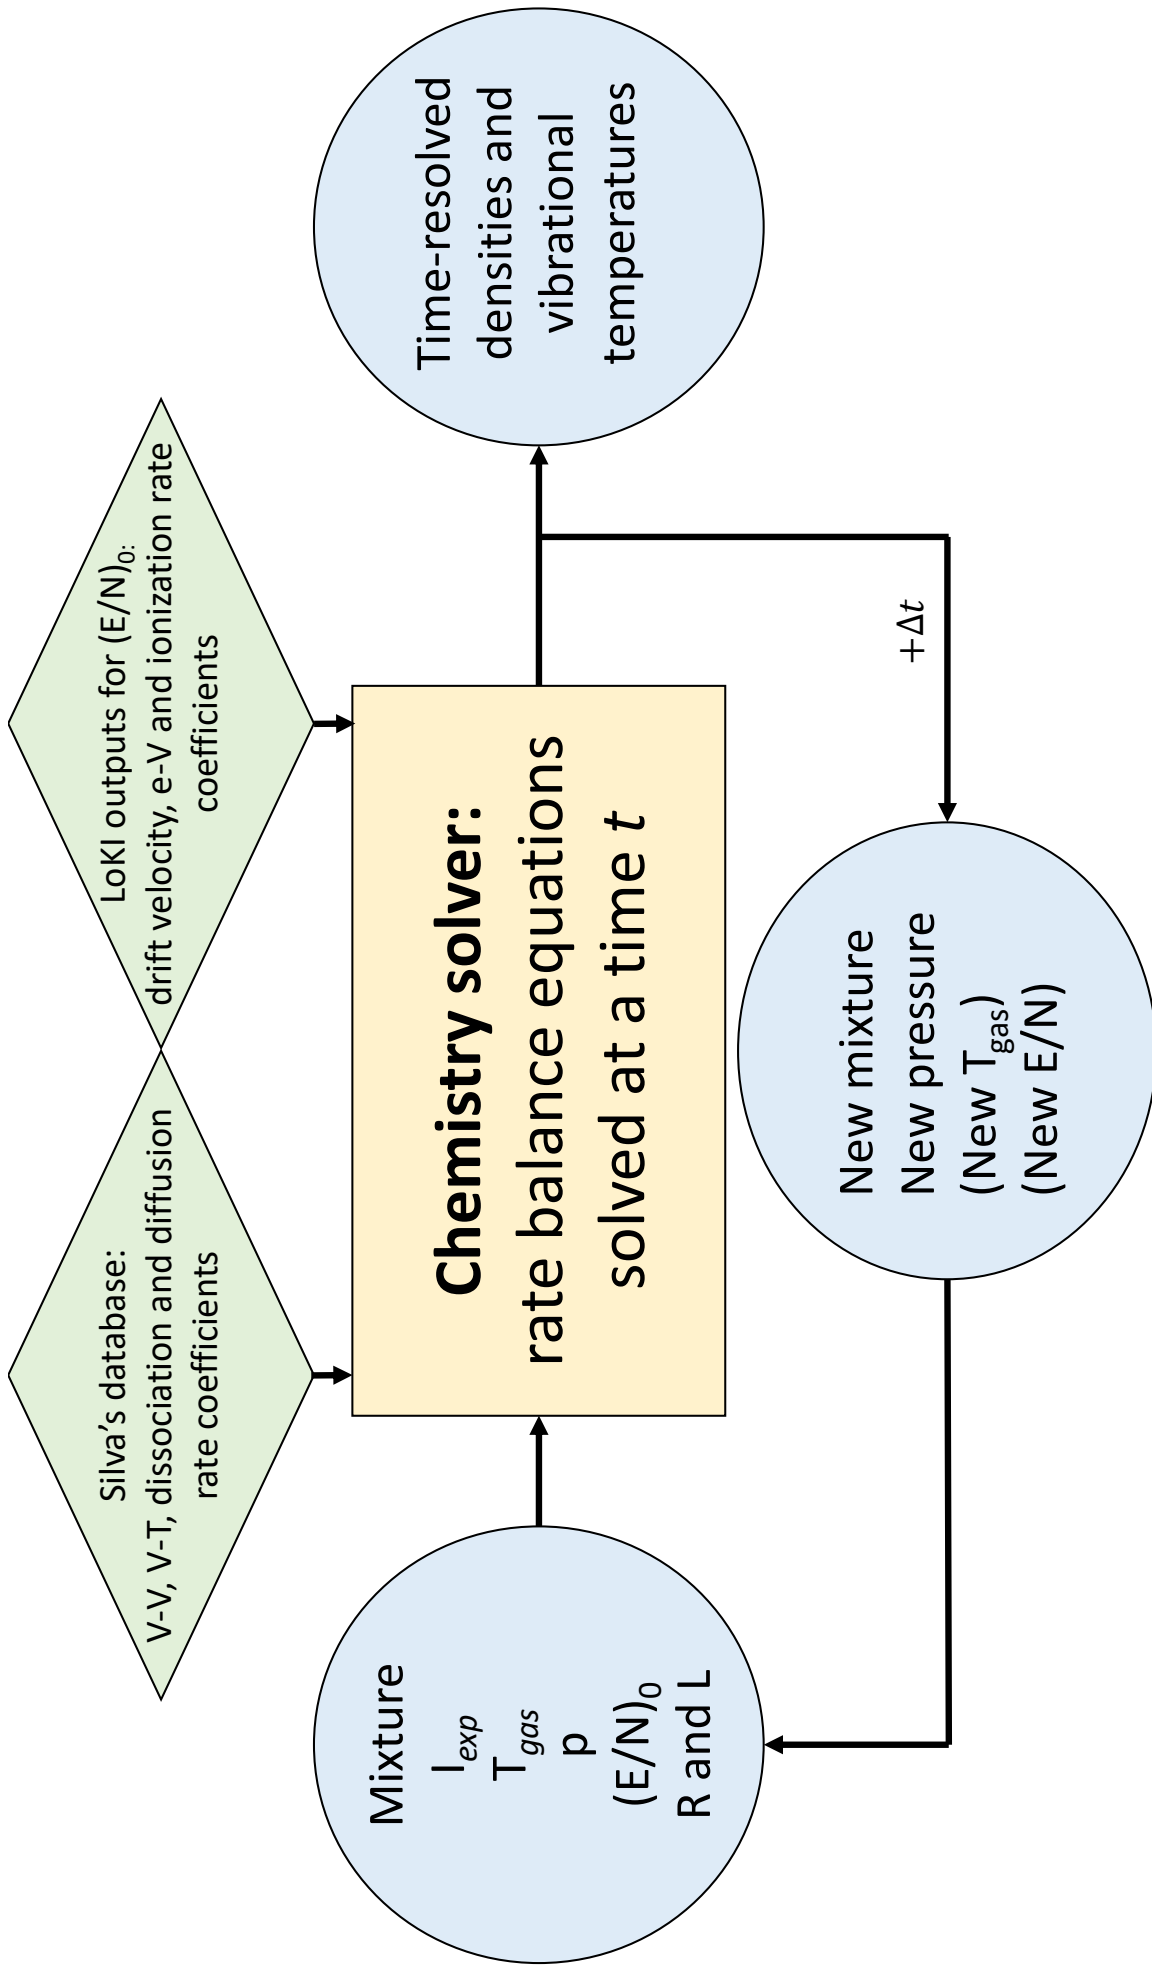 Silva's database:
V-V, V-T, dissociation and diffusion
rate coefficients
LoKI outputs for (E/N)₀:
drift velocity, e-V and ionization rate
coefficients
Mixture
I_exp
T_gas
p
(E/N)₀
R and L
Chemistry solver:
rate balance equations
solved at a time t
Time-resolved
densities and
vibrational
temperatures
+Δt
New mixture
New pressure
(New T_gas)
(New E/N)